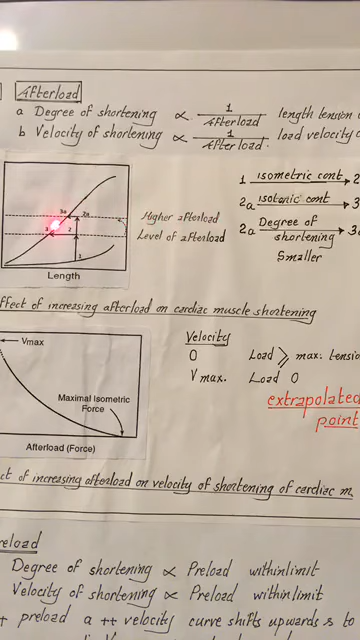 Afterload
a Degree of shortening ∝ 1/Afterload length tension
b Velocity of shortening ∝ 1/Afterload. load velocity
3a 2a
3 2
1
Length
Higher afterload
Level of afterload
1 isometric cont → 2
2a isotonic cont → 3
2a Degree of shortening → 3a
Smaller
ffect of increasing afterload on cardiac muscle shortening
Vmax
Maximal Isometric
Force
Afterload (Force)
Velocity
0 Load ≥ max. tensio
V max. Load 0
extrapolated
point
ct of increasing afterload on velocity of shortening of cardiac m
reload
Degree of shortening ∝ Preload within limit
Velocity of shortening ∝ Preload within limit
+ preload a ++ velocity curve shifts upwards to